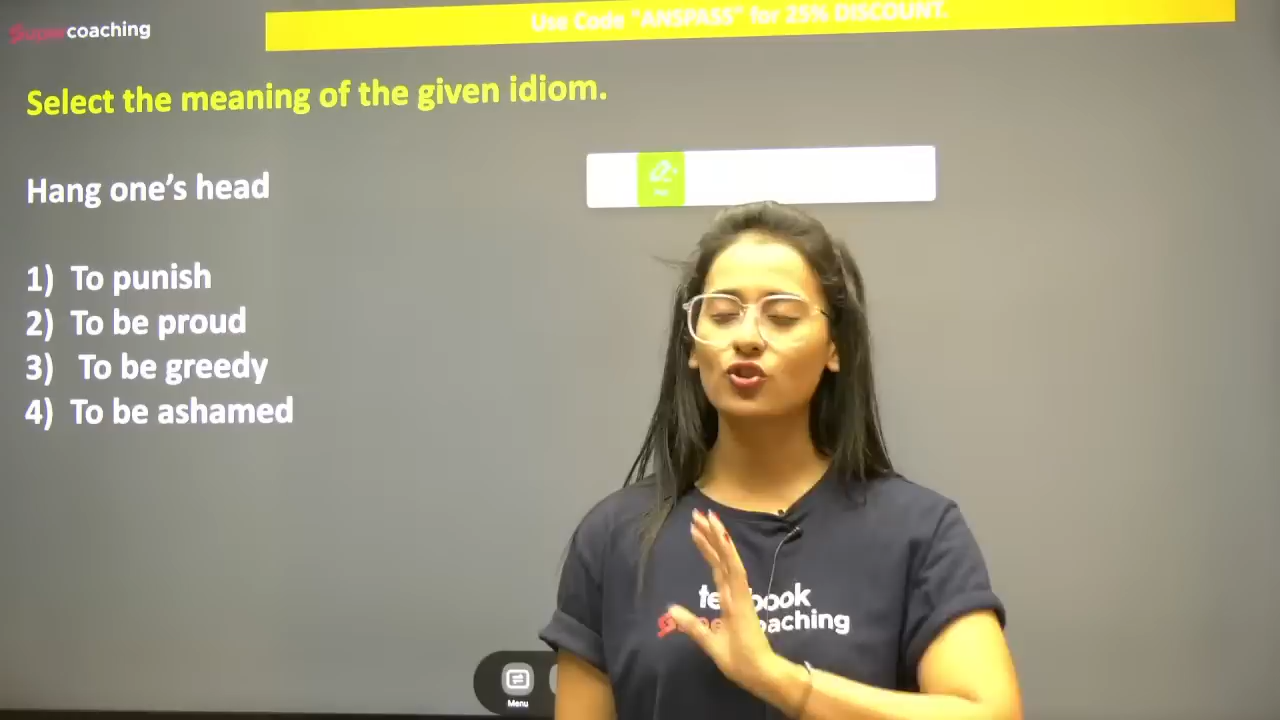 Supercoaching
Use Code "ANSPASS" for 25% DISCOUNT.
Select the meaning of the given idiom.
Hang one's head
1) To punish
2) To be proud
3) To be greedy
4) To be ashamed
coaching
Menu